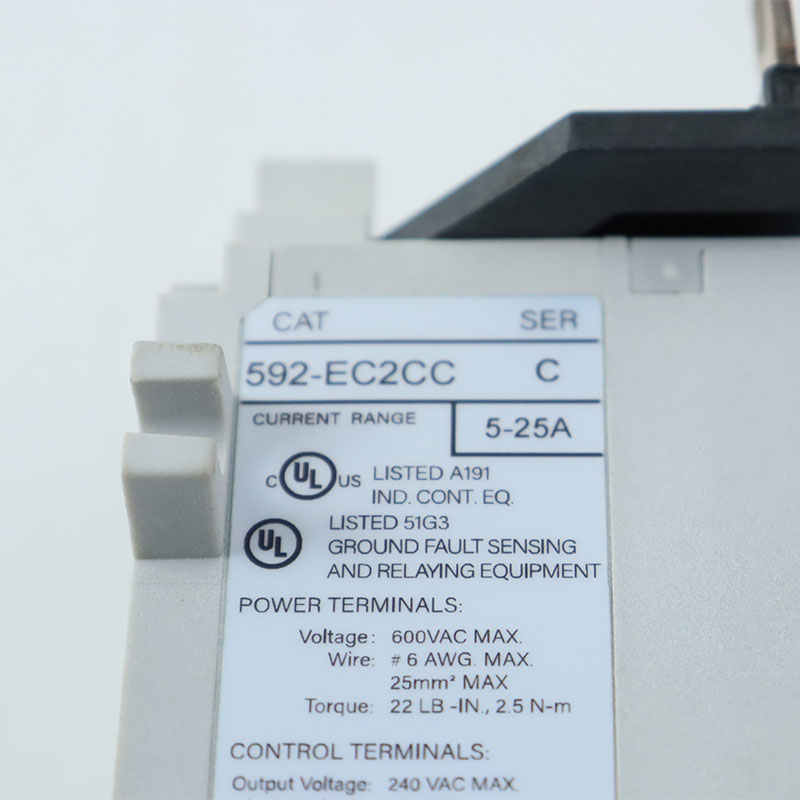 CAT SER
592-EC2CC C
CURRENT RANGE 5-25A
C UL US LISTED A191
IND. CONT. EQ.
UL LISTED 51G3
GROUND FAULT SENSING
AND RELAYING EQUIPMENT
POWER TERMINALS:
Voltage: 600VAC MAX.
Wire: # 6 AWG. MAX.
25mm² MAX
Torque: 22 LB -IN., 2.5 N-m
CONTROL TERMINALS:
Output Voltage: 240 VAC MAX.